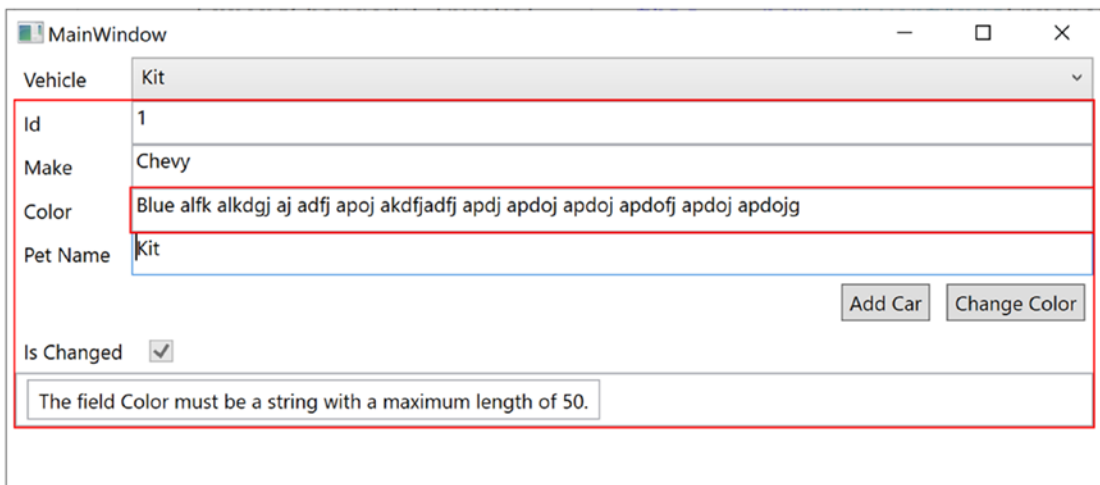 MainWindow
Vehicle Kit
Id 1
Make Chevy
Color Blue alfk alkdgj aj adfj apoj akdfjadfj apdj apdoj apdoj apdofj apdoj apdojg
Pet Name Kit
Add Car Change Color
Is Changed
The field Color must be a string with a maximum length of 50.